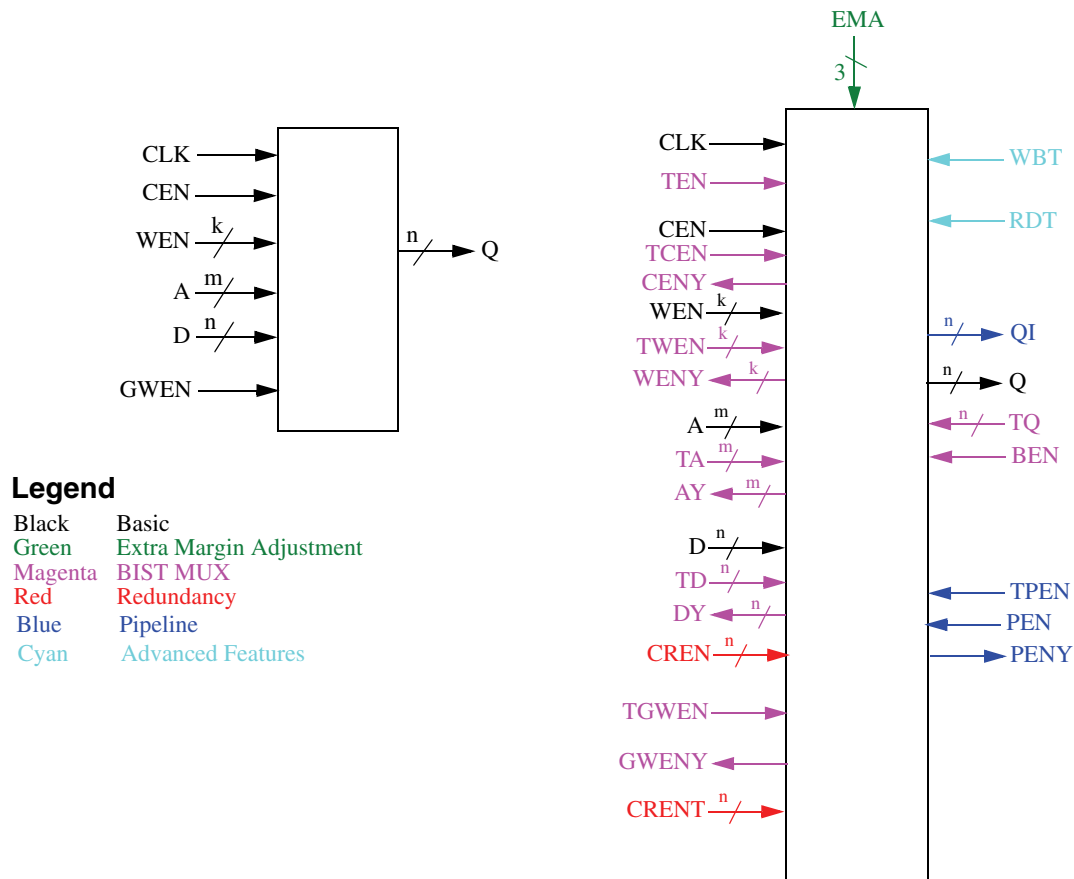 EMA
3
CLK
CEN
WEN
k
A
m
D
n
GWEN
n
Q
CLK
TEN
CEN
TCEN
CENY
WEN
k
TWEN
k
WENY
k
A
m
TA
m
AY
m
D
n
TD
n
DY
n
CREN
n
TGWEN
GWENY
CRENT
n
WBT
RDT
n
QI
n
Q
n
TQ
BEN
TPEN
PEN
PENY
Legend
Black Basic
Green Extra Margin Adjustment
Magenta BIST MUX
Red Redundancy
Blue Pipeline
Cyan Advanced Features